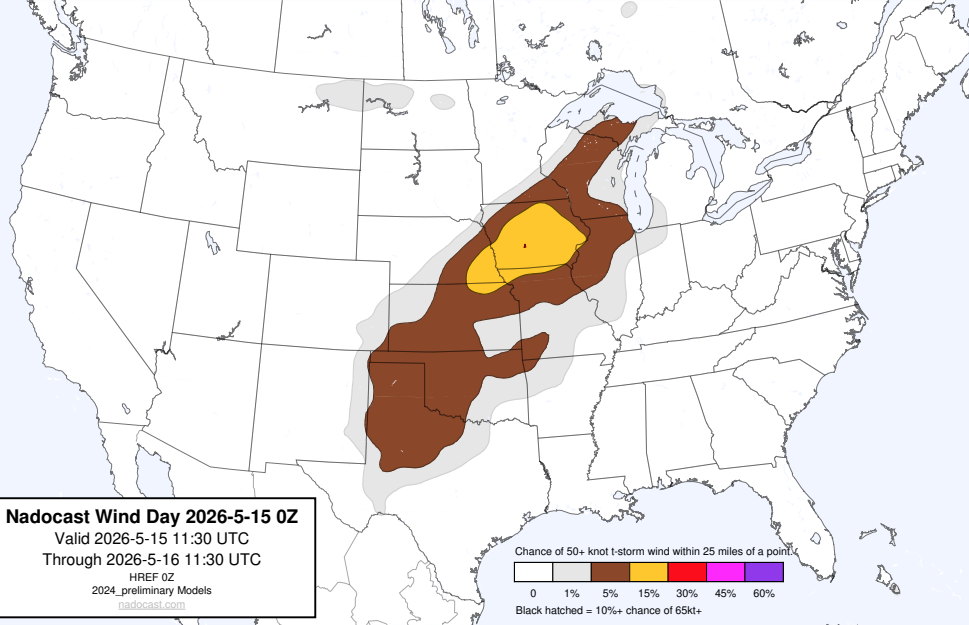 Nadocast Wind Day 2026-5-15 0Z
Valid 2026-5-15 11:30 UTC
Through 2026-5-16 11:30 UTC
HREF 0Z
2024_preliminary Models
nadocast.com
Chance of 50+ knot t-storm wind within 25 miles of a point.
0 1% 5% 15% 30% 45% 60%
Black hatched = 10%+ chance of 65kt+